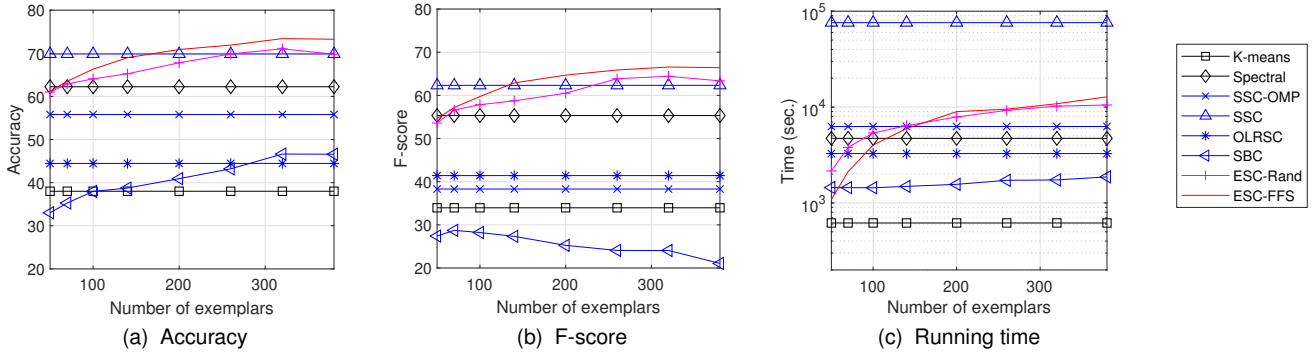 80
70
60
50
40
30
20
Accuracy
100 200 300
Number of exemplars
(a) Accuracy
80
70
60
50
40
30
20
F-score
100 200 300
Number of exemplars
(b) F-score
10^5
10^4
10^3
Time (sec.)
100 200 300
Number of exemplars
(c) Running time
K-means
Spectral
SSC-OMP
SSC
OLRSC
SBC
ESC-Rand
ESC-FFS